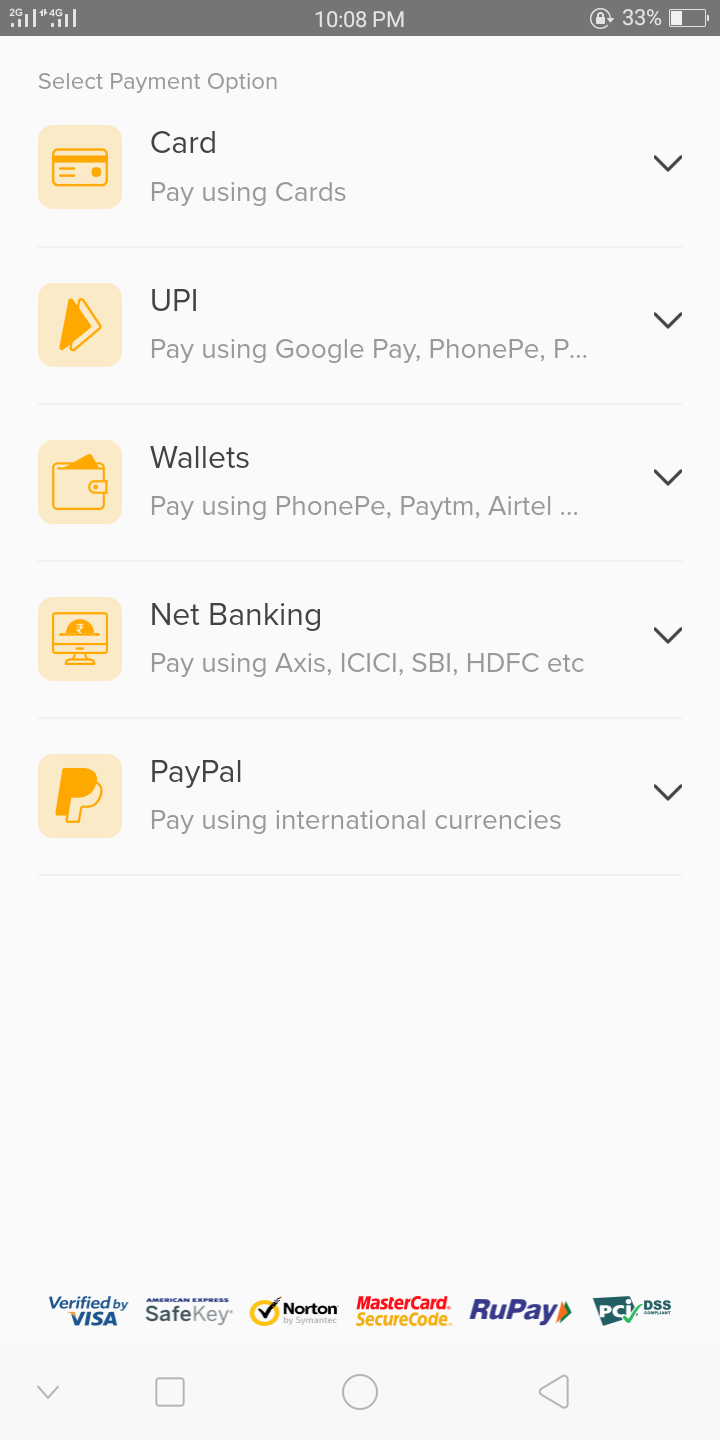 2G 4G 10:08 PM 33%
Select Payment Option
Card
Pay using Cards
UPI
Pay using Google Pay, PhonePe, P...
Wallets
Pay using PhonePe, Paytm, Airtel ...
₹
Net Banking
Pay using Axis, ICICI, SBI, HDFC etc
PayPal
Pay using international currencies
Verified by VISA
AMERICAN EXPRESS SafeKey®
Norton by Symantec
MasterCard® SecureCode™
RuPay
PCi DSS COMPLIANT